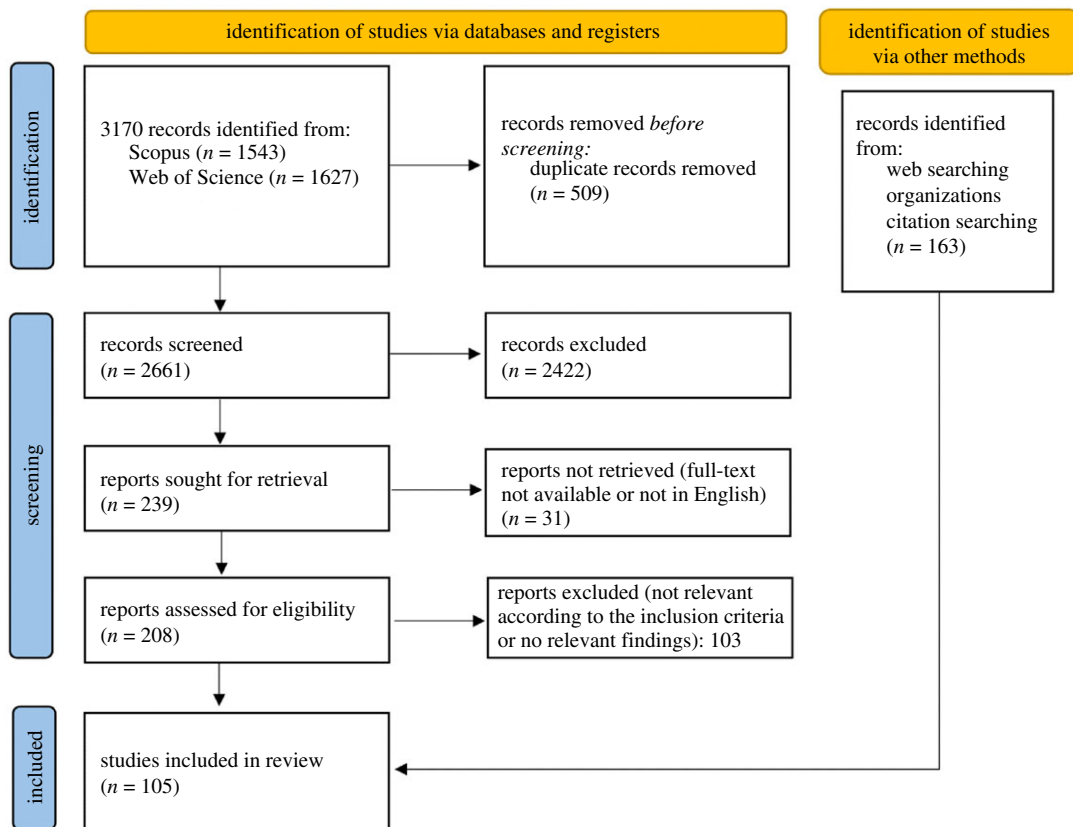 identification of studies via databases and registers
identification of studies
via other methods
identification
3170 records identified from:
Scopus (n = 1543)
Web of Science (n = 1627)
records removed before
screening:
duplicate records removed
(n = 509)
records identified
from:
web searching
organizations
citation searching
(n = 163)
screening
records screened
(n = 2661)
records excluded
(n = 2422)
reports sought for retrieval
(n = 239)
reports not retrieved (full-text
not available or not in English)
(n = 31)
reports assessed for eligibility
(n = 208)
reports excluded (not relevant
according to the inclusion criteria
or no relevant findings): 103
included
studies included in review
(n = 105)